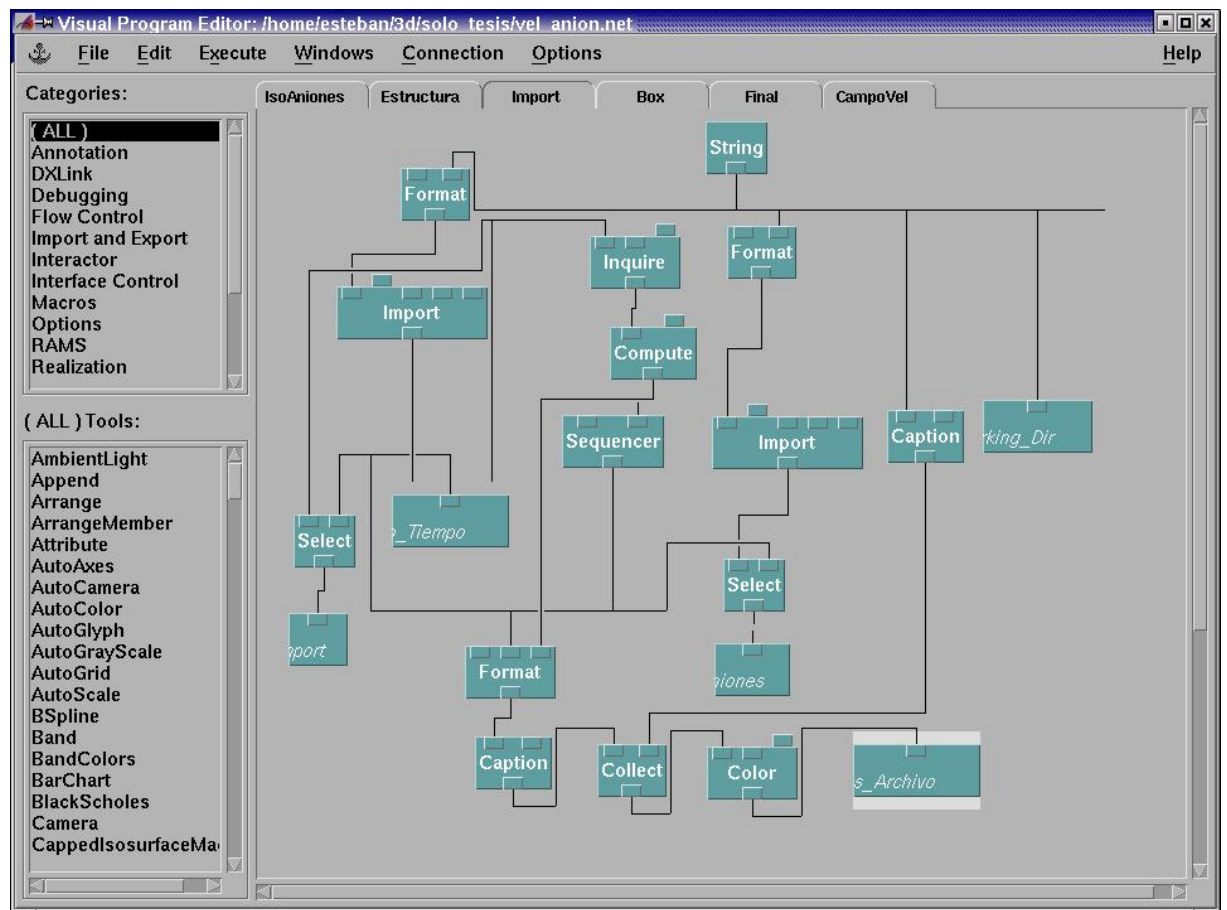 Visual Program Editor: /home/esteban/3d/solo_tesis/vel_anion.net
File Edit Execute Windows Connection Options Help
Categories:
(ALL)
Annotation
DXLink
Debugging
Flow Control
Import and Export
Interactor
Interface Control
Macros
Options
RAMS
Realization
(ALL) Tools:
AmbientLight
Append
Arrange
ArrangeMember
Attribute
AutoAxes
AutoCamera
AutoColor
AutoGlyph
AutoGrayScale
AutoGrid
AutoScale
BSpline
Band
BandColors
BarChart
BlackScholes
Camera
CappedIsosurfaceMa
IsoAniones Estructura Import Box Final CampoVel
String
Format
Inquire
Format
Import
Compute
Sequencer
Import
Caption
rking_Dir
Select
_Tiempo
Select
port
Format
niones
Caption
Collect
Color
s_Archivo